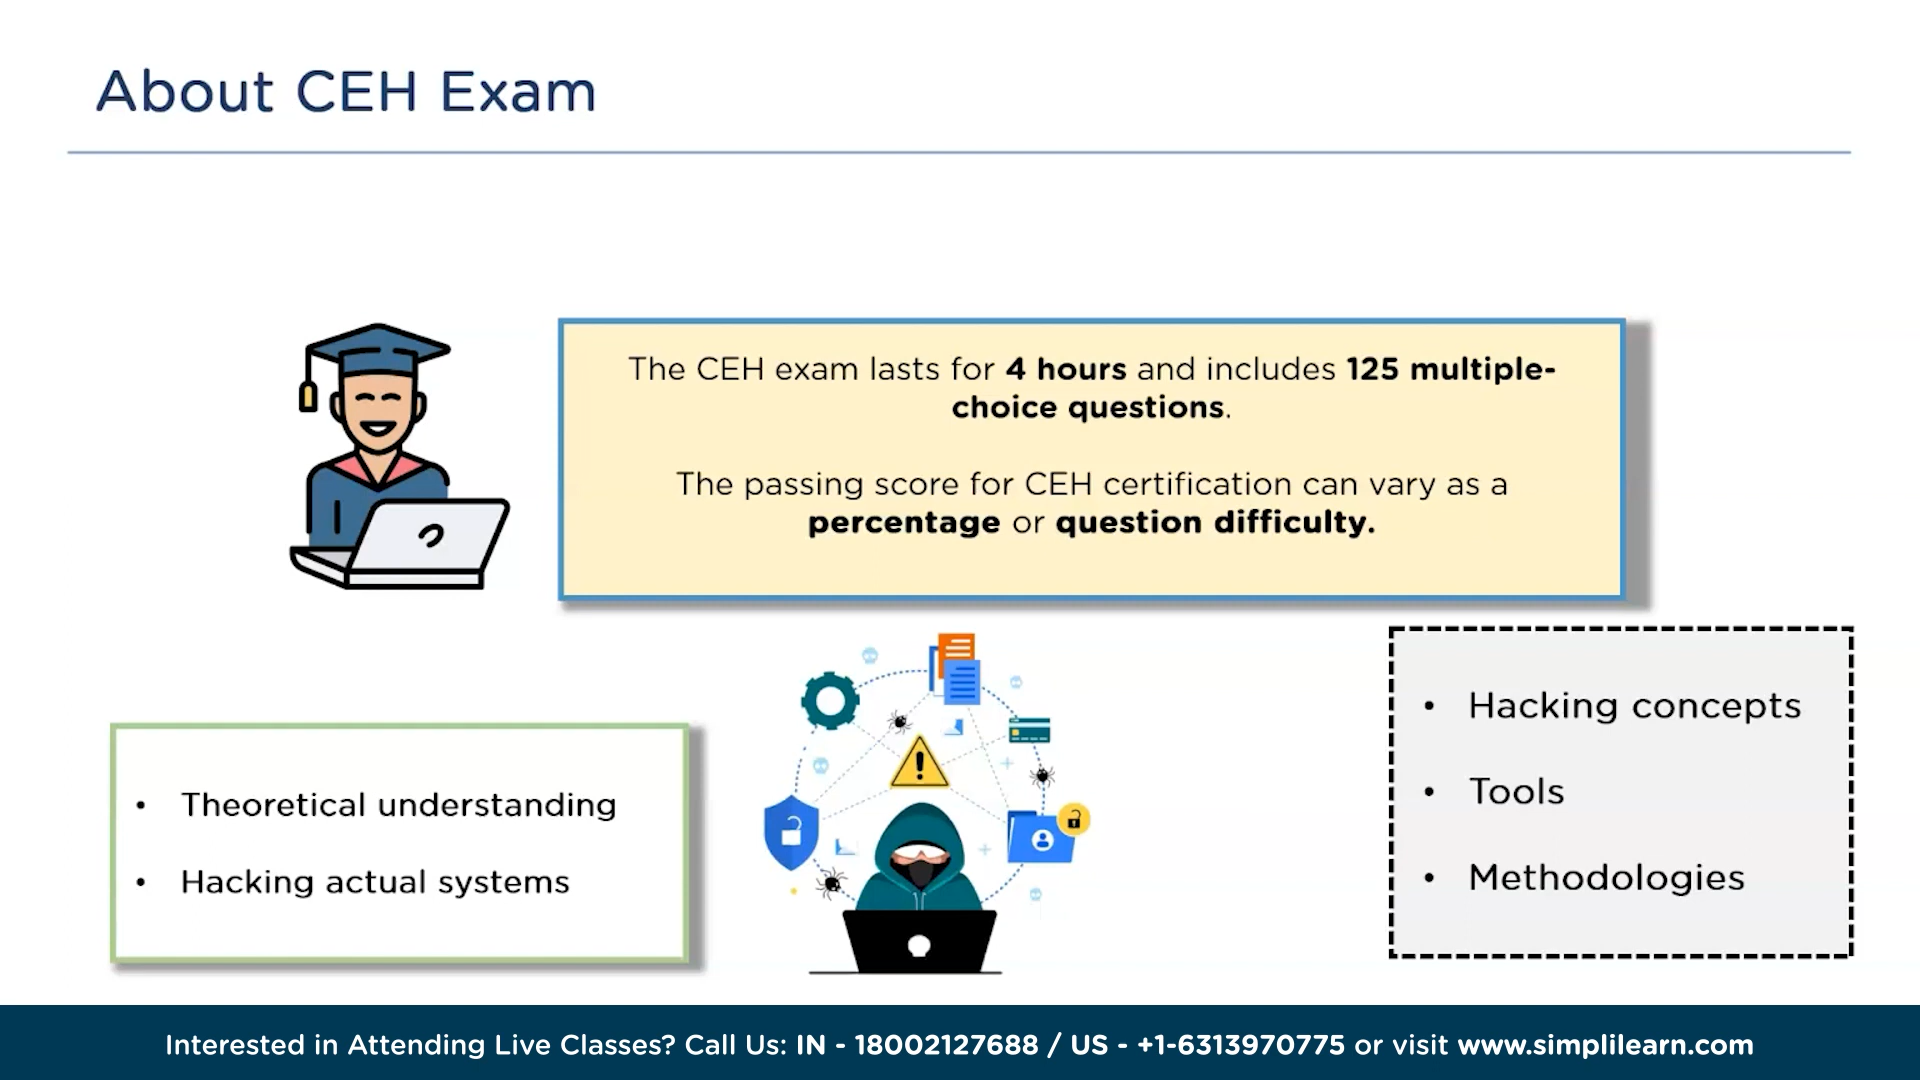 About CEH Exam
The CEH exam lasts for 4 hours and includes 125 multiple-
choice questions.
The passing score for CEH certification can vary as a
percentage or question difficulty.
• Theoretical understanding
• Hacking actual systems
• Hacking concepts
• Tools
• Methodologies
Interested in Attending Live Classes? Call Us: IN - 18002127688 / US - +1-6313970775 or visit www.simplilearn.com